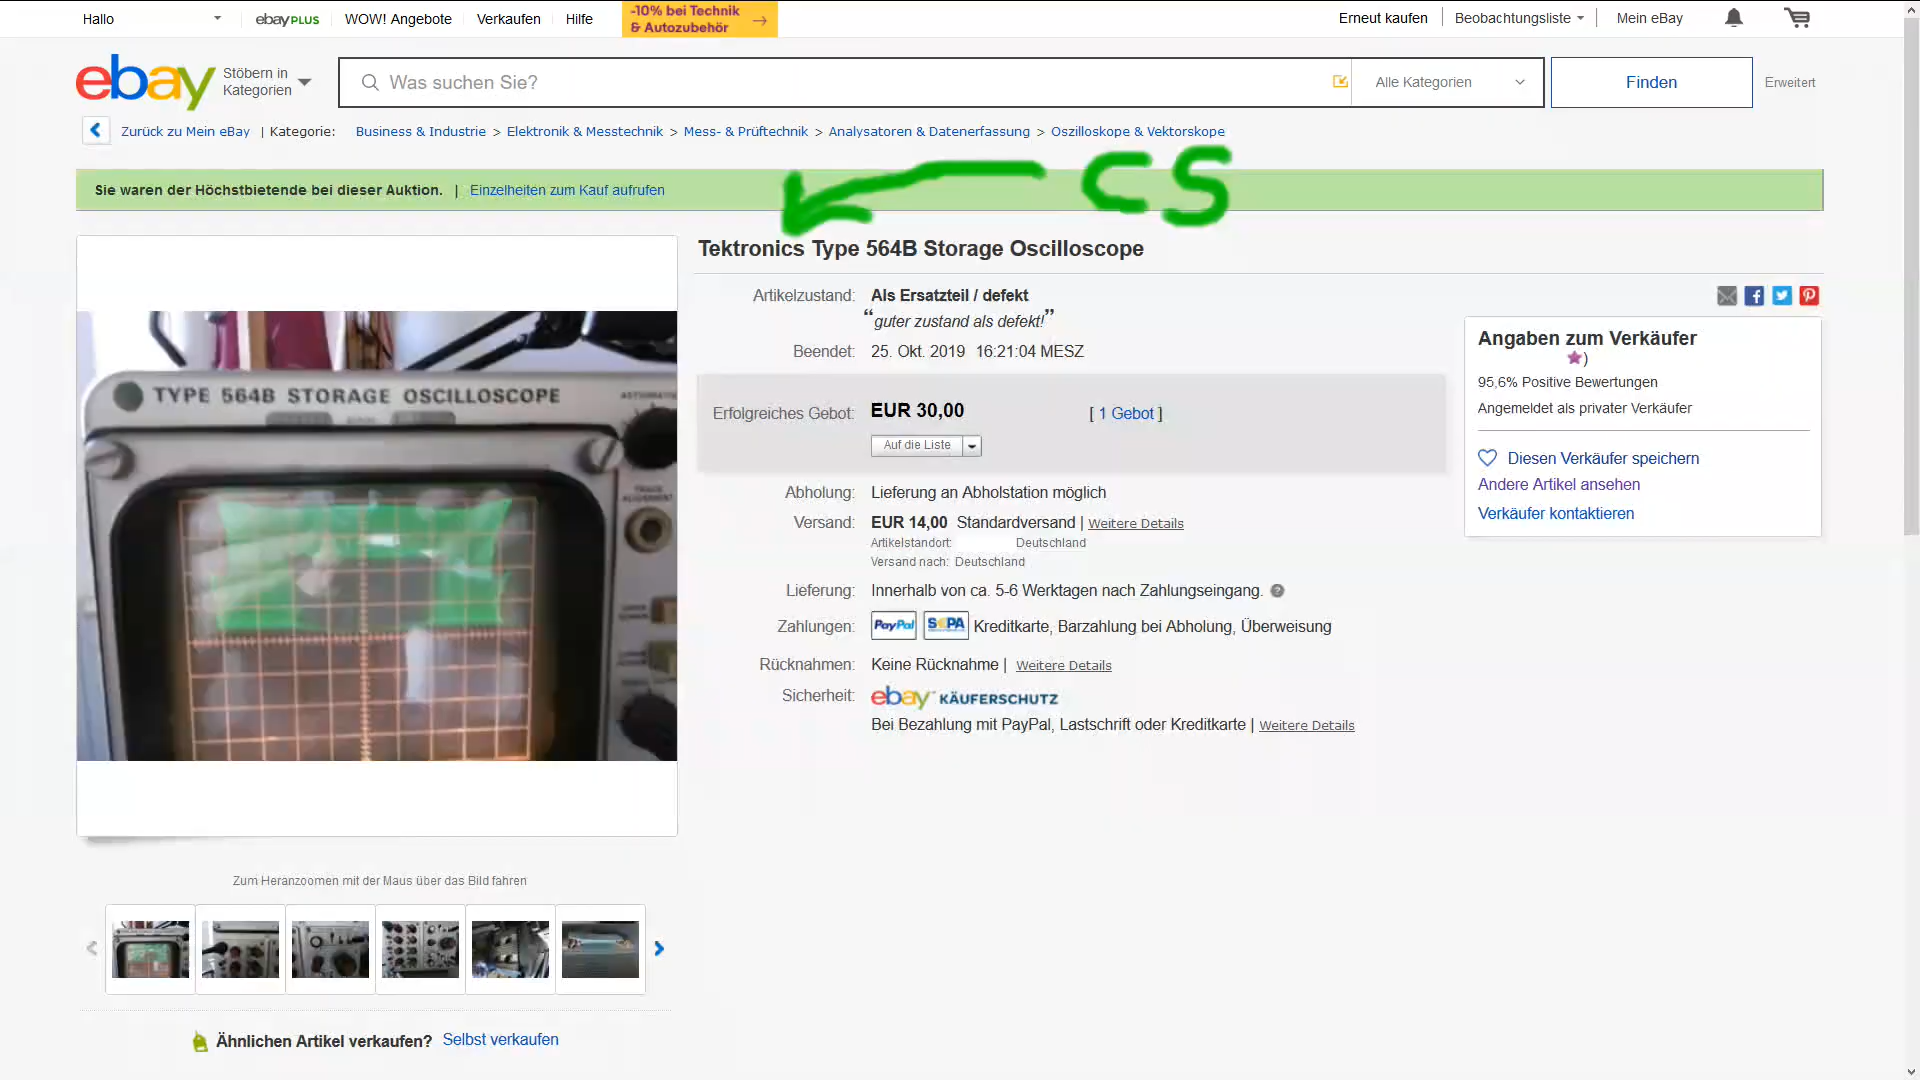 Hallo
ebay PLUS
WOW! Angebote
Verkaufen
Hilfe
-10% bei Technik
& Autozubehör
Erneut kaufen
Beobachtungsliste
Mein eBay
ebay
Stöbern in
Kategorien
Was suchen Sie?
Alle Kategorien
Finden
Erweitert
Zurück zu Mein eBay | Kategorie: Business & Industrie > Elektronik & Messtechnik > Mess- & Prüftechnik > Analysatoren & Datenerfassung > Oszilloskope & Vektorskope
CS
Sie waren der Höchstbietende bei dieser Auktion. | Einzelheiten zum Kauf aufrufen
Tektronics Type 564B Storage Oscilloscope
TYPE 564B STORAGE OSCILLOSCOPE
TRACE
ALIGNMENT
Artikelzustand: Als Ersatzteil / defekt
“guter zustand als defekt!”
Beendet: 25. Okt. 2019 16:21:04 MESZ
Erfolgreiches Gebot: EUR 30,00 [ 1 Gebot ]
Auf die Liste
Abholung: Lieferung an Abholstation möglich
Versand: EUR 14,00 Standardversand | Weitere Details
Artikelstandort: Deutschland
Versand nach: Deutschland
Lieferung: Innerhalb von ca. 5-6 Werktagen nach Zahlungseingang.
Zahlungen: PayPal SEPA Kreditkarte, Barzahlung bei Abholung, Überweisung
Rücknahmen: Keine Rücknahme | Weitere Details
Sicherheit: ebay KÄUFERSCHUTZ
Bei Bezahlung mit PayPal, Lastschrift oder Kreditkarte | Weitere Details
Angaben zum Verkäufer
)
95,6% Positive Bewertungen
Angemeldet als privater Verkäufer
Diesen Verkäufer speichern
Andere Artikel ansehen
Verkäufer kontaktieren
Zum Heranzoomen mit der Maus über das Bild fahren
Ähnlichen Artikel verkaufen? Selbst verkaufen